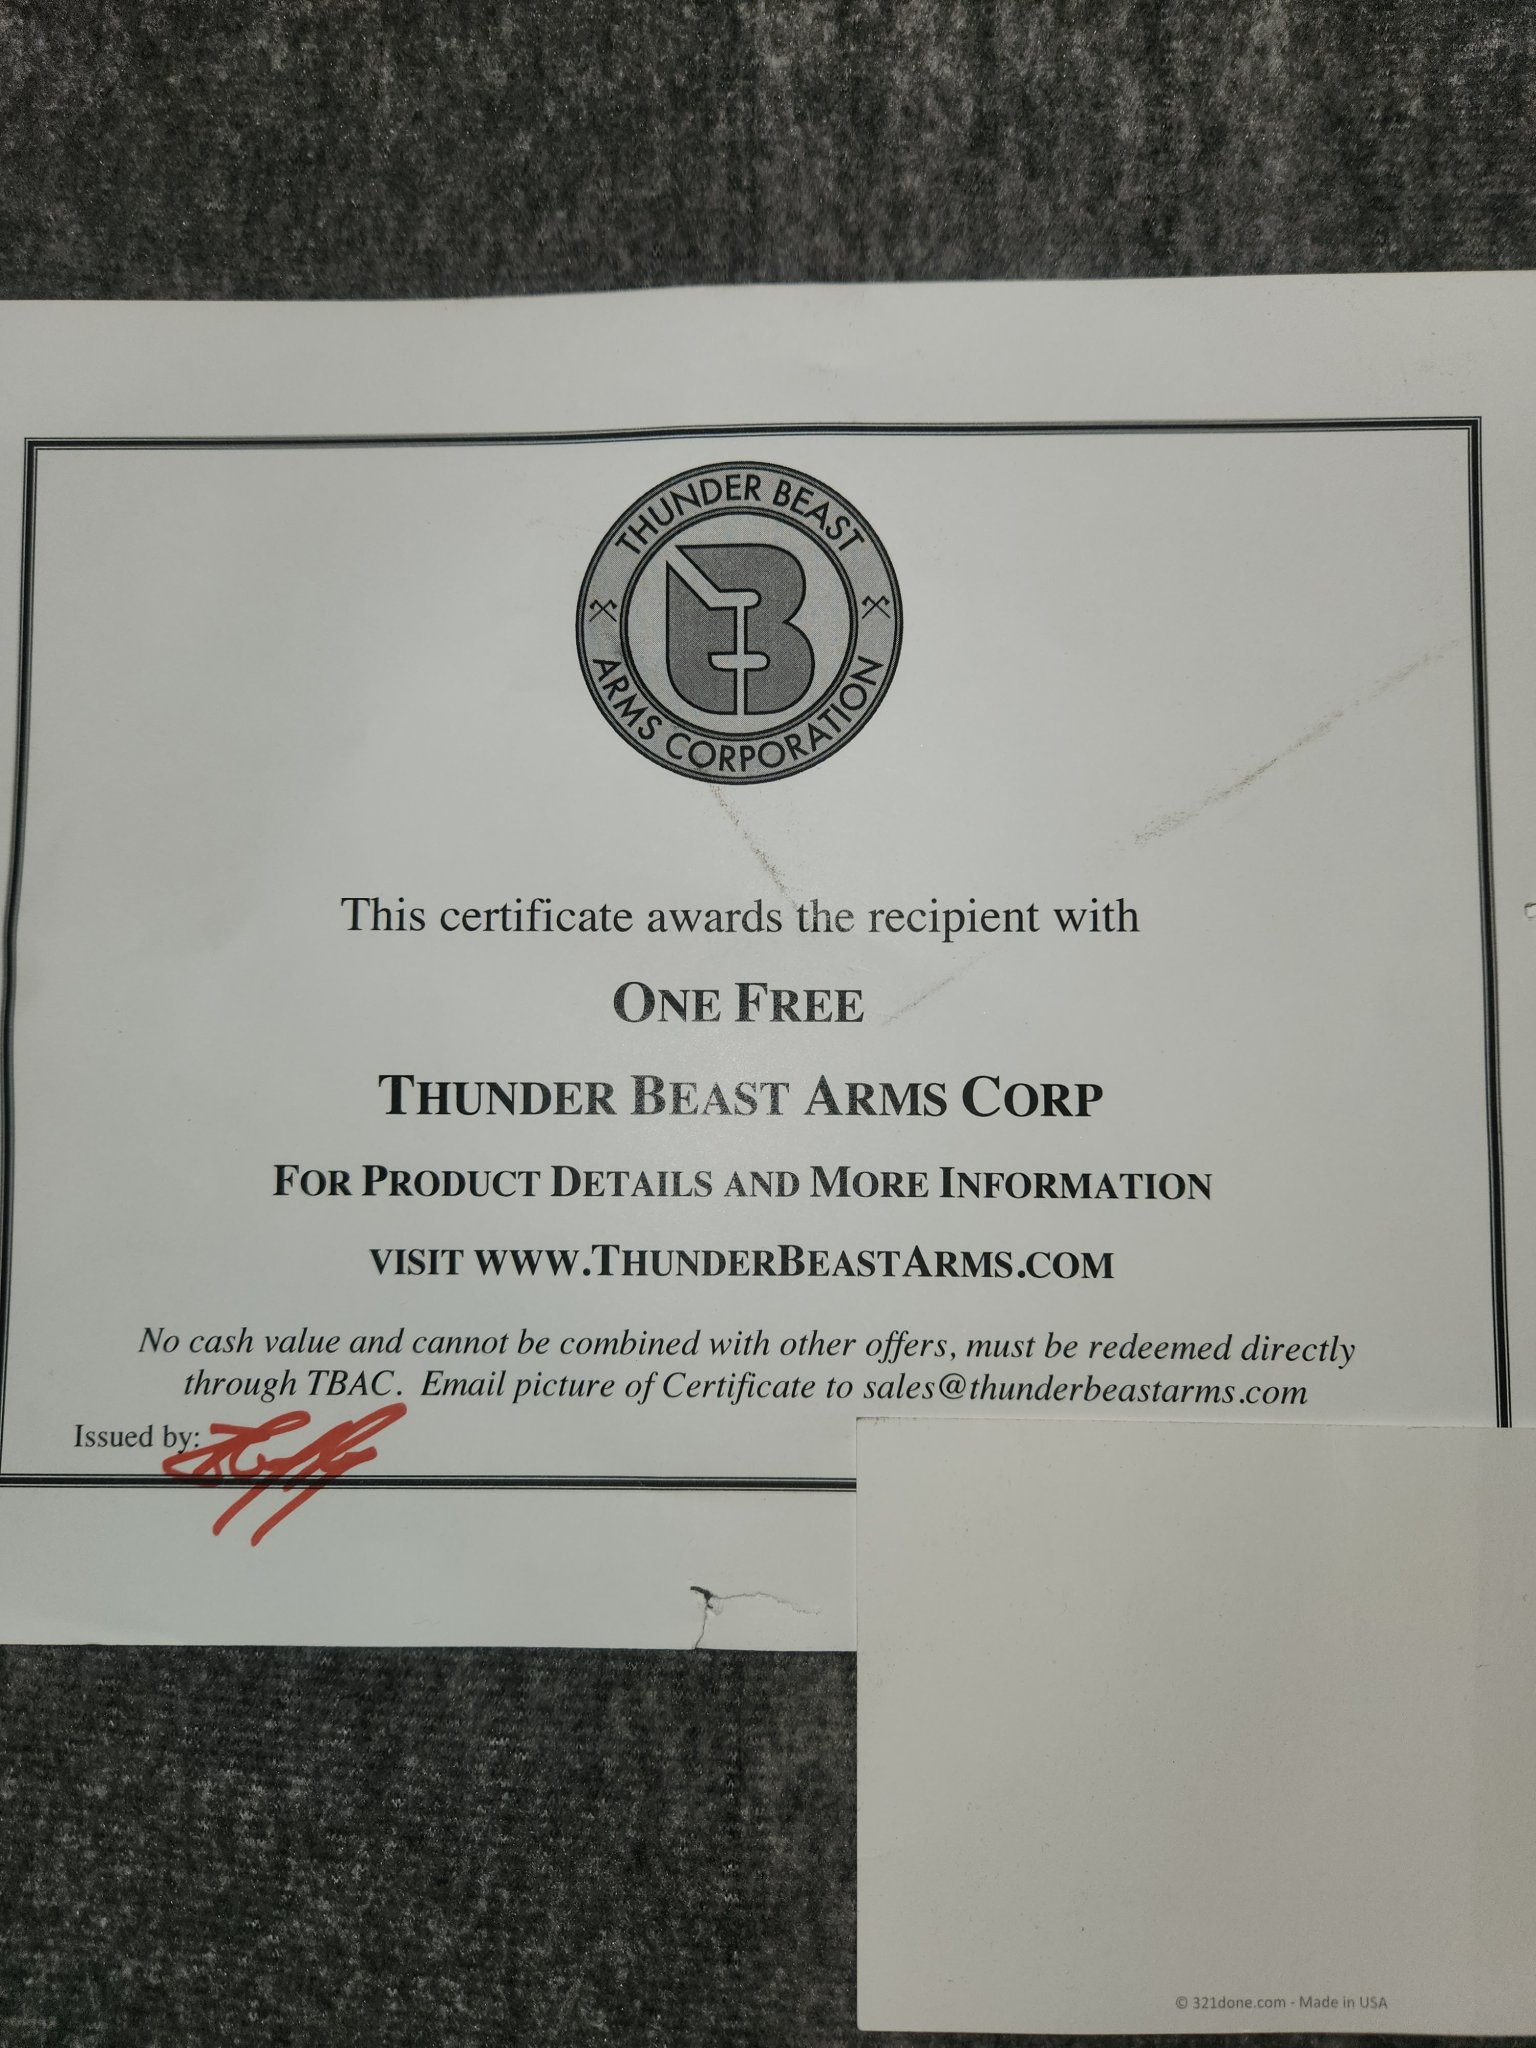 THUNDER BEAST
ARMS CORPORATION
This certificate awards the recipient with
ONE FREE
THUNDER BEAST ARMS CORP
FOR PRODUCT DETAILS AND MORE INFORMATION
VISIT WWW.THUNDERBEASTARMS.COM
No cash value and cannot be combined with other offers, must be redeemed directly
through TBAC. Email picture of Certificate to sales@thunderbeastarms.com
Issued by:
© 321done.com - Made in USA